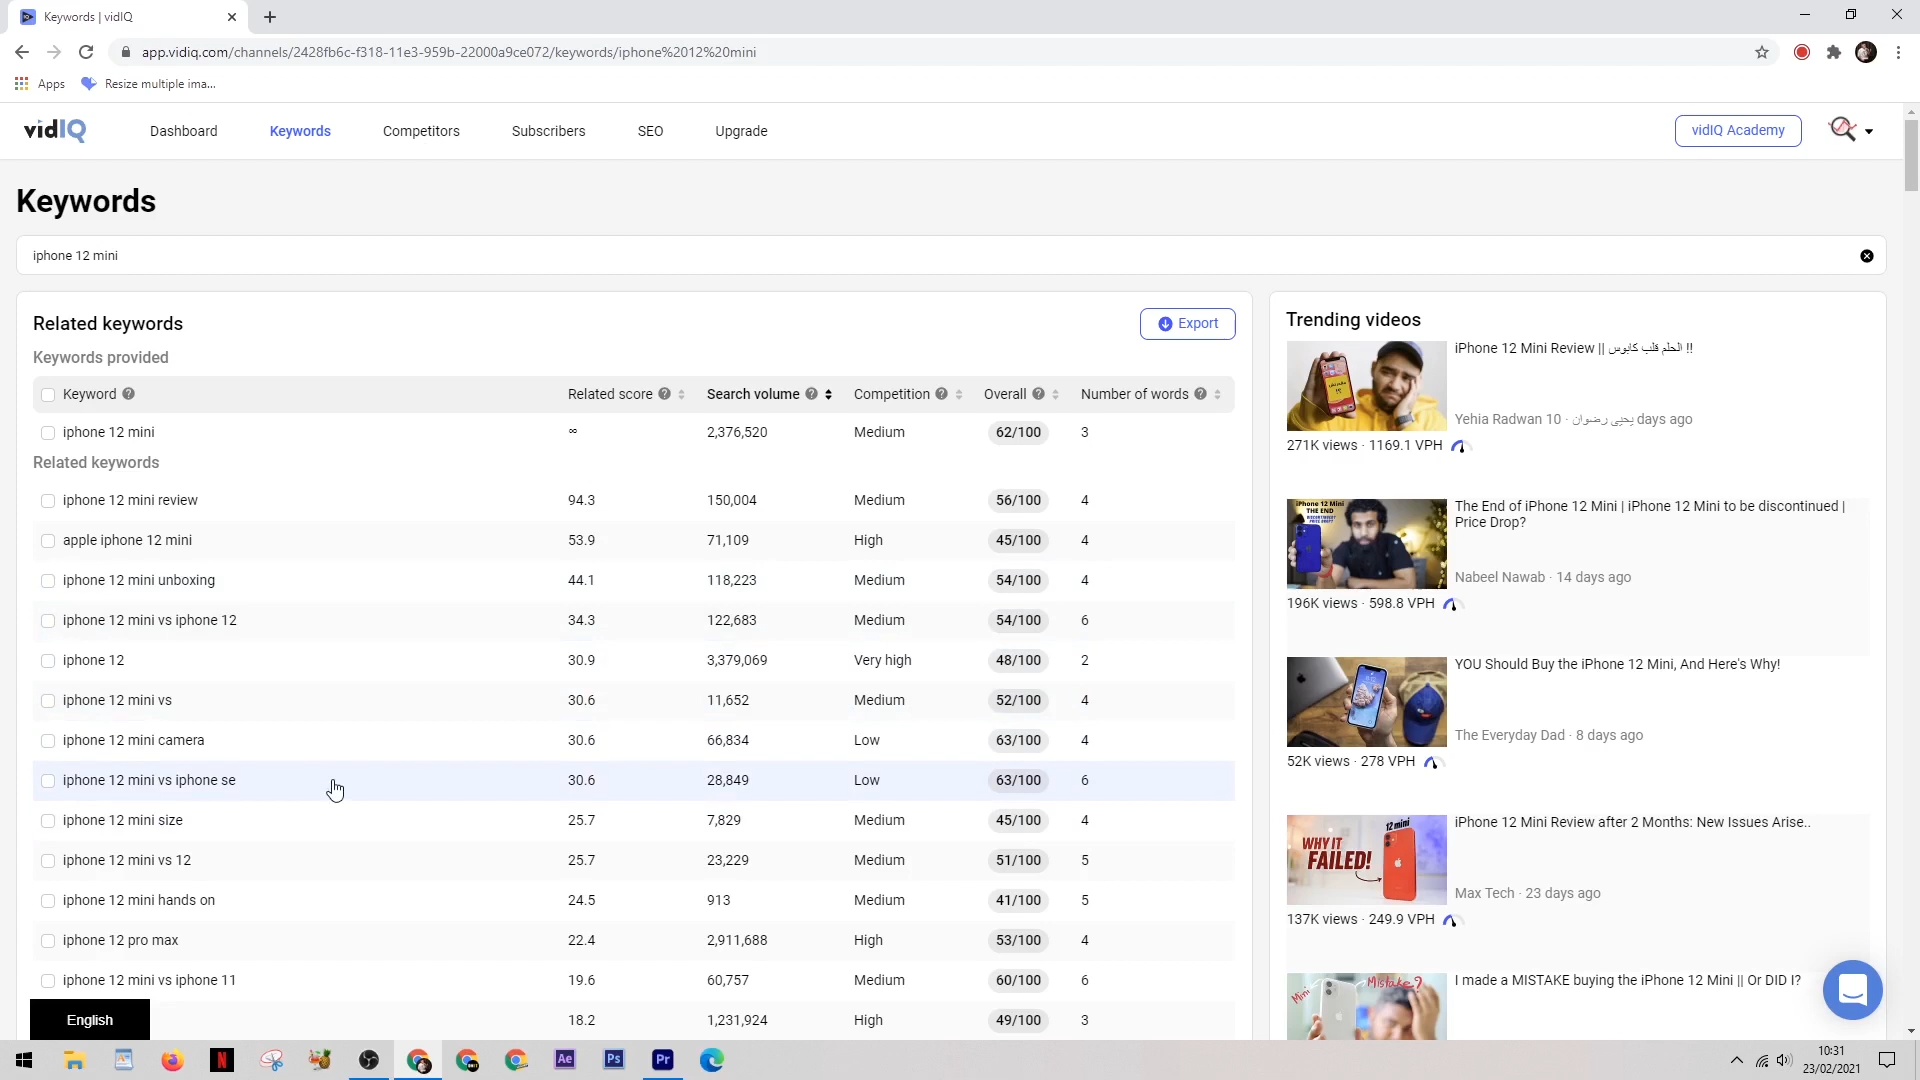 Keywords | vidIQ
app.vidiq.com/channels/2428fb6c-f318-11e3-959b-22000a9ce072/keywords/iphone%2012%20mini
Apps
Resize multiple ima...
vidIQ
Dashboard
Keywords
Competitors
Subscribers
SEO
Upgrade
vidIQ Academy
Keywords
iphone 12 mini
Related keywords
Export
Keywords provided
Keyword Related score Search volume Competition Overall Number of words
iphone 12 mini ∞ 2,376,520 Medium 62/100 3
Related keywords
iphone 12 mini review 94.3 150,004 Medium 56/100 4
apple iphone 12 mini 53.9 71,109 High 45/100 4
iphone 12 mini unboxing 44.1 118,223 Medium 54/100 4
iphone 12 mini vs iphone 12 34.3 122,683 Medium 54/100 6
iphone 12 30.9 3,379,069 Very high 48/100 2
iphone 12 mini vs 30.6 11,652 Medium 52/100 4
iphone 12 mini camera 30.6 66,834 Low 63/100 4
iphone 12 mini vs iphone se 30.6 28,849 Low 63/100 6
iphone 12 mini size 25.7 7,829 Medium 45/100 4
iphone 12 mini vs 12 25.7 23,229 Medium 51/100 5
iphone 12 mini hands on 24.5 913 Medium 41/100 5
iphone 12 pro max 22.4 2,911,688 High 53/100 4
iphone 12 mini vs iphone 11 19.6 60,757 Medium 60/100 6
18.2 1,231,924 High 49/100 3
English
Trending videos
iPhone 12 Mini Review || الحلم قلب كابوس !!
Yehia Radwan 10 · يحيى رضوان days ago
271K views · 1169.1 VPH
iPhone 12 Mini
THE END
The End of iPhone 12 Mini | iPhone 12 Mini to be discontinued |
Price Drop?
Nabeel Nawab · 14 days ago
196K views · 598.8 VPH
YOU Should Buy the iPhone 12 Mini, And Here's Why!
The Everyday Dad · 8 days ago
52K views · 278 VPH
12 mini
WHY IT
FAILED!
iPhone 12 Mini Review after 2 Months: New Issues Arise..
Max Tech · 23 days ago
137K views · 249.9 VPH
Mini
Mistake?
I made a MISTAKE buying the iPhone 12 Mini || Or DID I?
N
Ae
Ps
Pr
10:31
23/02/2021